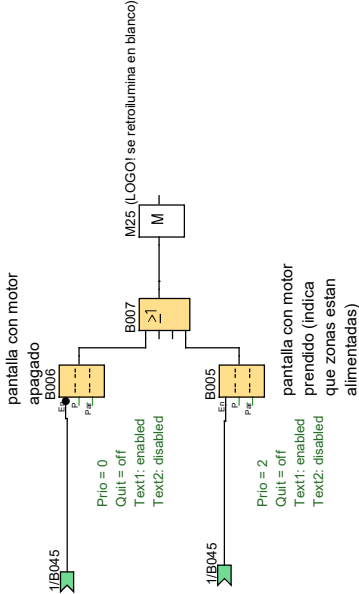 pantalla con motor
apagado
B006
En
P
Par
Prio = 0
Quit = off
Text1: enabled
Text2: disabled
1/B045
B007
≥1
M25 (LOGO! se retroilumina en blanco)
M
B005
En
P
Par
Prio = 2
Quit = off
Text1: enabled
Text2: disabled
1/B045
pantalla con motor
prendido (indica
que zonas estan
alimentadas)